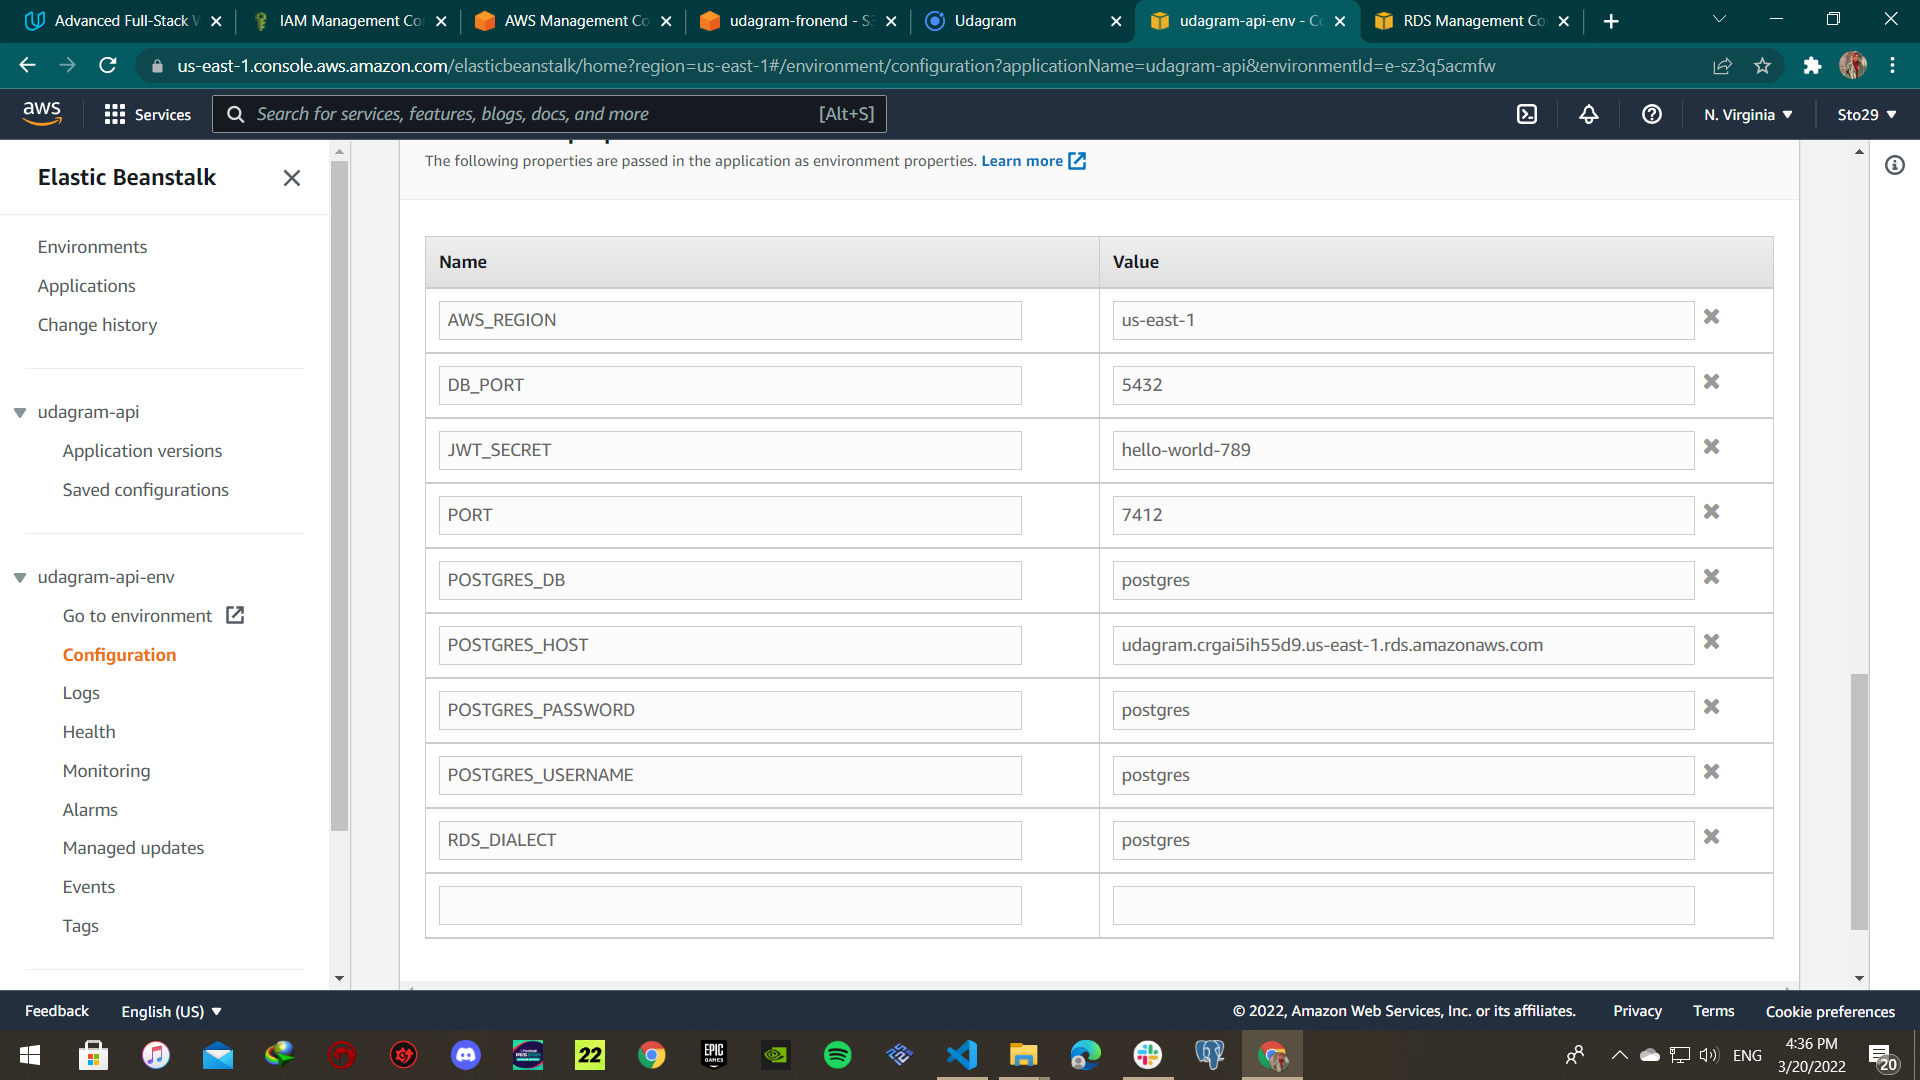 Advanced Full-Stack W
IAM Management Co
AWS Management Co
udagram-fronend - S3
Udagram
udagram-api-env - Co
RDS Management Co
us-east-1.console.aws.amazon.com/elasticbeanstalk/home?region=us-east-1#/environment/configuration?applicationName=udagram-api&environmentId=e-sz3q5acmfw
aws
Services
Search for services, features, blogs, docs, and more
[Alt+S]
N. Virginia
Sto29
Elastic Beanstalk
Environments
Applications
Change history
udagram-api
Application versions
Saved configurations
udagram-api-env
Go to environment
Configuration
Logs
Health
Monitoring
Alarms
Managed updates
Events
Tags
The following properties are passed in the application as environment properties. Learn more
Name Value
AWS_REGION us-east-1
DB_PORT 5432
JWT_SECRET hello-world-789
PORT 7412
POSTGRES_DB postgres
POSTGRES_HOST udagram.crgai5ih55d9.us-east-1.rds.amazonaws.com
POSTGRES_PASSWORD postgres
POSTGRES_USERNAME postgres
RDS_DIALECT postgres
Feedback
English (US)
© 2022, Amazon Web Services, Inc. or its affiliates.
Privacy
Terms
Cookie preferences
22
EPIC
GAMES
ENG
4:36 PM
3/20/2022
20